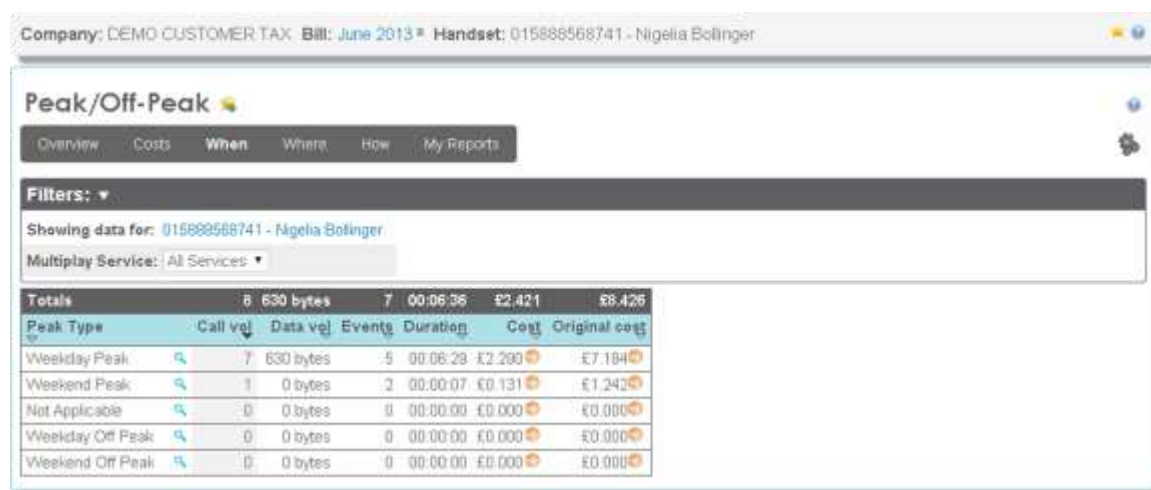 Company: DEMO CUSTOMER TAX Bill: June 2013 Handset: 015888568741 - Nigelia Bollinger
Peak/Off-Peak
Overview Costs When Where How My Reports
Filters:
Showing data for: 015888568741 - Nigelia Bollinger
Multiplay Service: All Services
Totals 8 630 bytes 7 00:06:36 £2.421 £8.426
Peak Type Call vol Data vol Events Duration Cost Original cost
Weekday Peak 7 630 bytes 5 00:06:29 £2.290 £7.184
Weekend Peak 1 0 bytes 2 00:00:07 £0.131 £1.242
Not Applicable 0 0 bytes 0 00:00:00 £0.000 £0.000
Weekday Off Peak 0 0 bytes 0 00:00:00 £0.000 £0.000
Weekend Off Peak 0 0 bytes 0 00:00:00 £0.000 £0.000